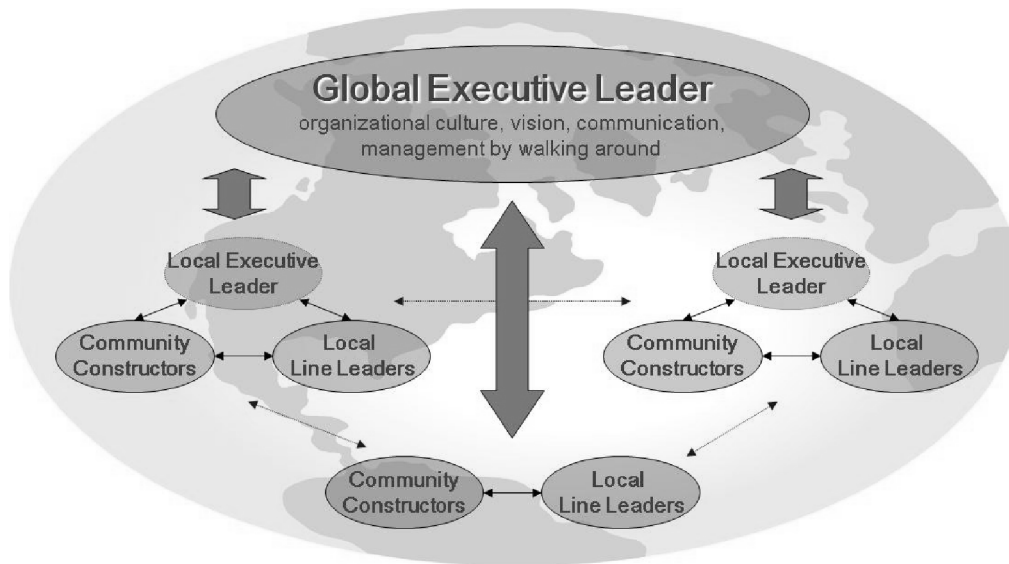 Global Executive Leader
organizational culture, vision, communication,
management by walking around
Local Executive
Leader
Community
Constructors
Local
Line Leaders
Local Executive
Leader
Community
Constructors
Local
Line Leaders
Community
Constructors
Local
Line Leaders